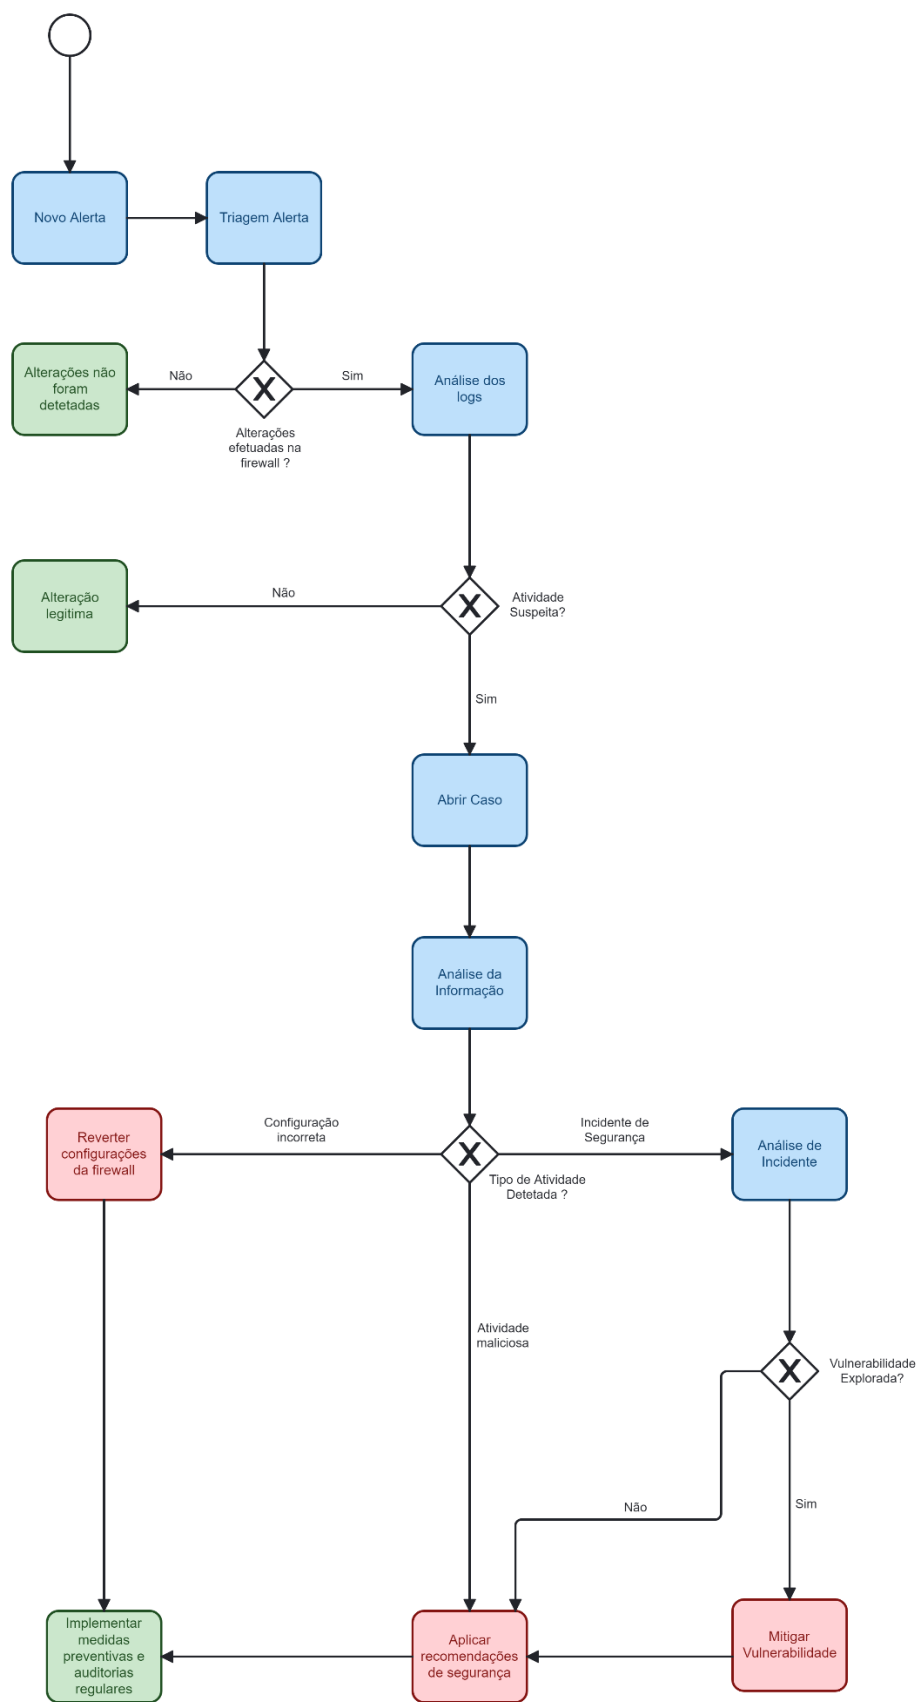 Novo Alerta
Triagem Alerta
Alterações não
foram
detetadas
Não
Sim
Análise dos
logs
Alterações
efetuadas na
firewall ?
Alteração
legitima
Não
Atividade
Suspeita?
Sim
Abrir Caso
Análise da
Informação
Reverter
configurações
da firewall
Configuração
incorreta
Incidente de
Segurança
Análise de
Incidente
Tipo de Atividade
Detetada ?
Atividade
maliciosa
Vulnerabilidade
Explorada?
Não
Sim
Implementar
medidas
preventivas e
auditorias
regulares
Aplicar
recomendações
de segurança
Mitigar
Vulnerabilidade